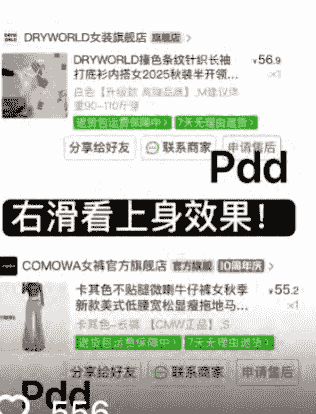 DRYWORLD女装旗舰店 旗舰店 >
DRYWORLD撞色条纹针织长袖 ¥56.9
打底衫内搭女2025秋装半开领... ×1
白色【升级款 高端品牌】,M建议体
重90-110斤
退货包运费保障中 7天无理由退货
分享给好友 联系商家 申请售后
Pdd
右滑看上身效果!
COMOWA女裤官方旗舰店 官方旗舰 10周年庆 >
卡其色不贴腿微喇牛仔裤女秋季 ¥55.2
新款美式低腰宽松显瘦拖地马... ×1
卡其色-长裤 【CMW正品】,S
退货包运费保障中 7天无理由退货
分享给好友 联系商家 申请售后
Pdd
556